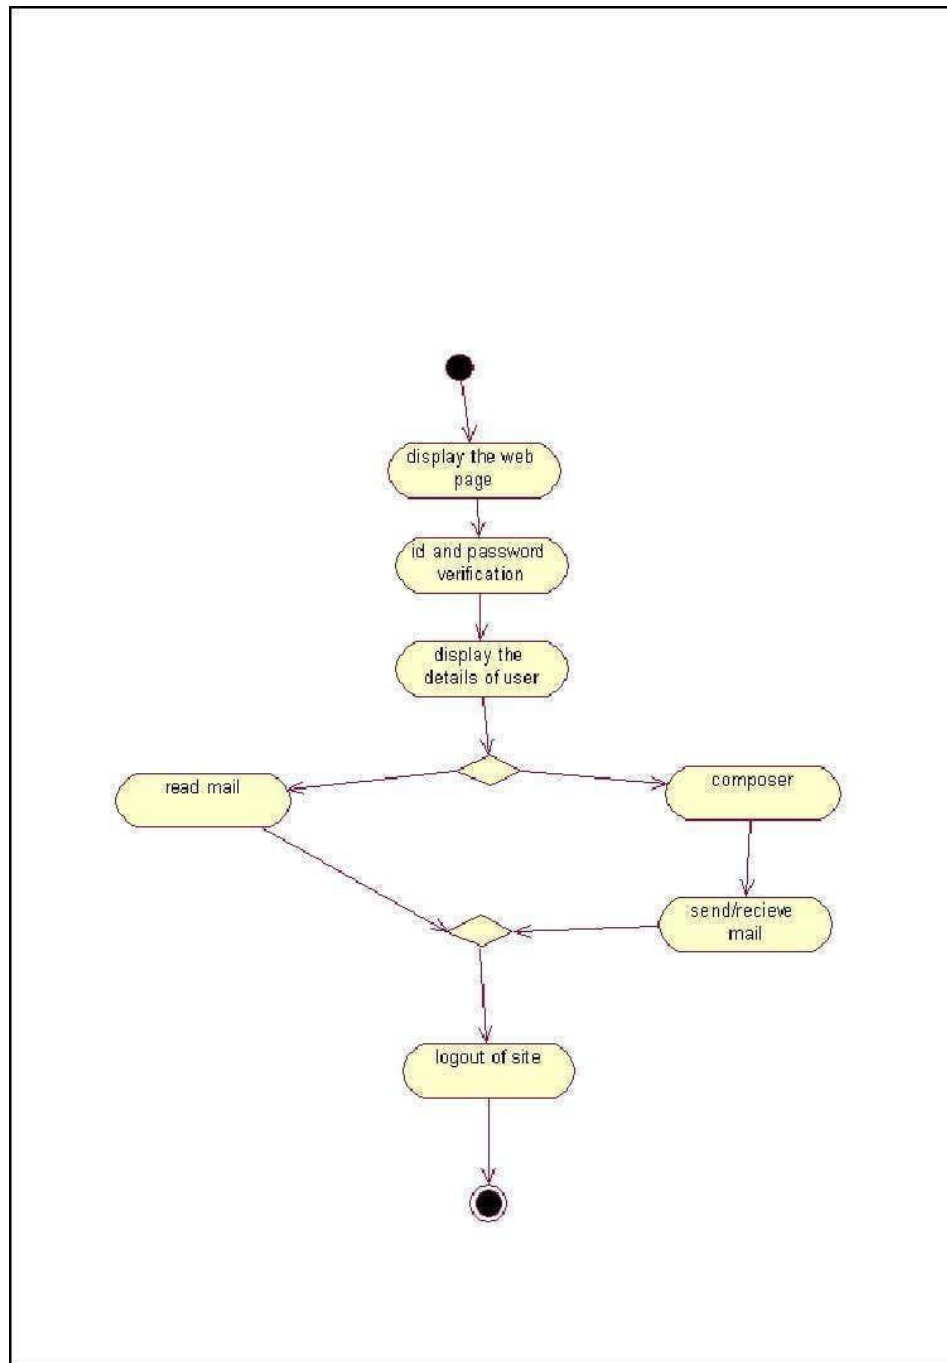 display the web
page
id and password
verification
display the
details of user
read mail
composer
send/recieve
mail
logout of site